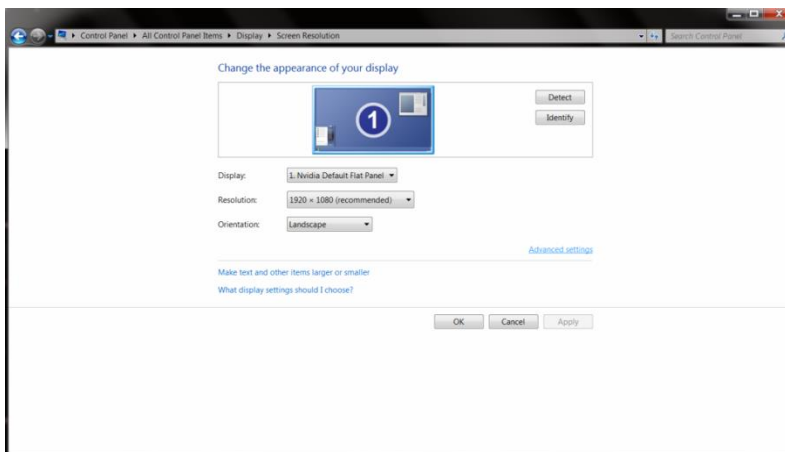 Control Panel ▸ All Control Panel Items ▸ Display ▸ Screen Resolution
Search Control Panel
Change the appearance of your display
1
Detect
Identify
Display: 1. Nvidia Default Flat Panel
Resolution: 1920 × 1080 (recommended)
Orientation: Landscape
Advanced settings
Make text and other items larger or smaller
What display settings should I choose?
OK Cancel Apply